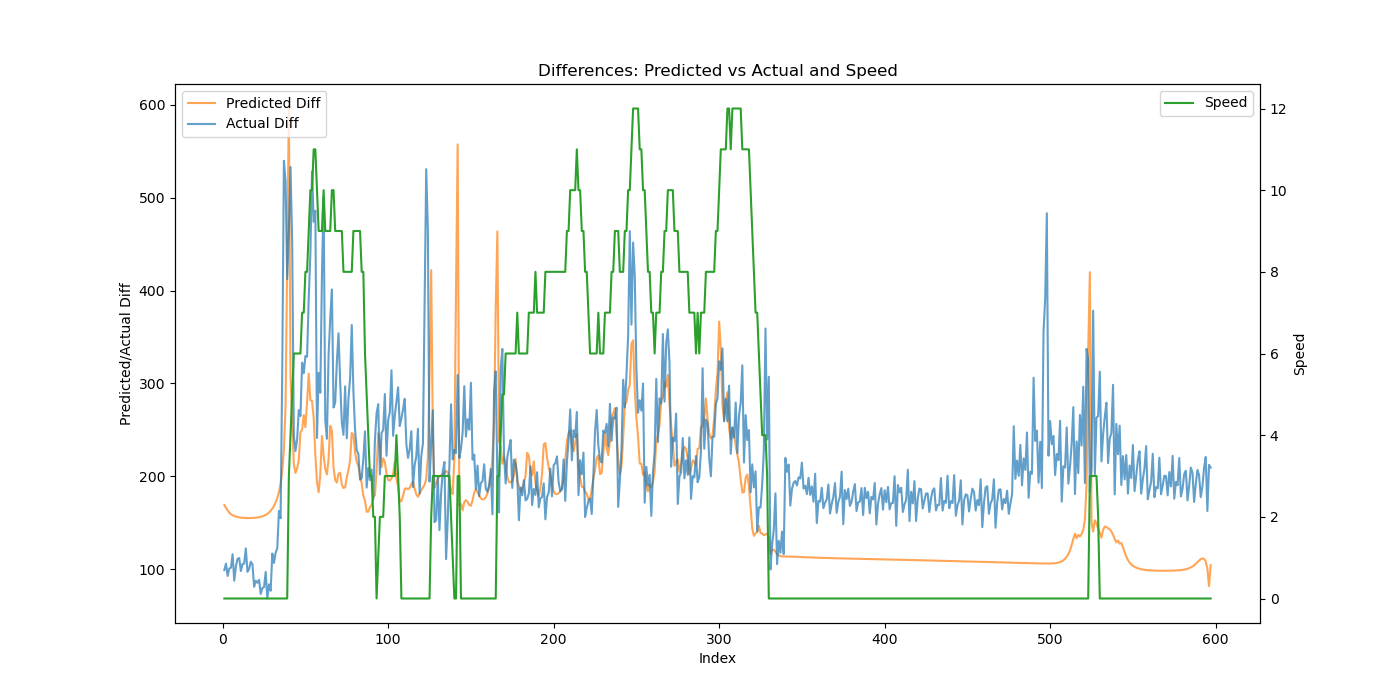 Differences: Predicted vs Actual and Speed
Predicted Diff
Actual Diff
Speed
600
500
400
300
200
100
Predicted/Actual Diff
12
10
8
6
4
2
0
Speed
0 100 200 300 400 500 600
Index